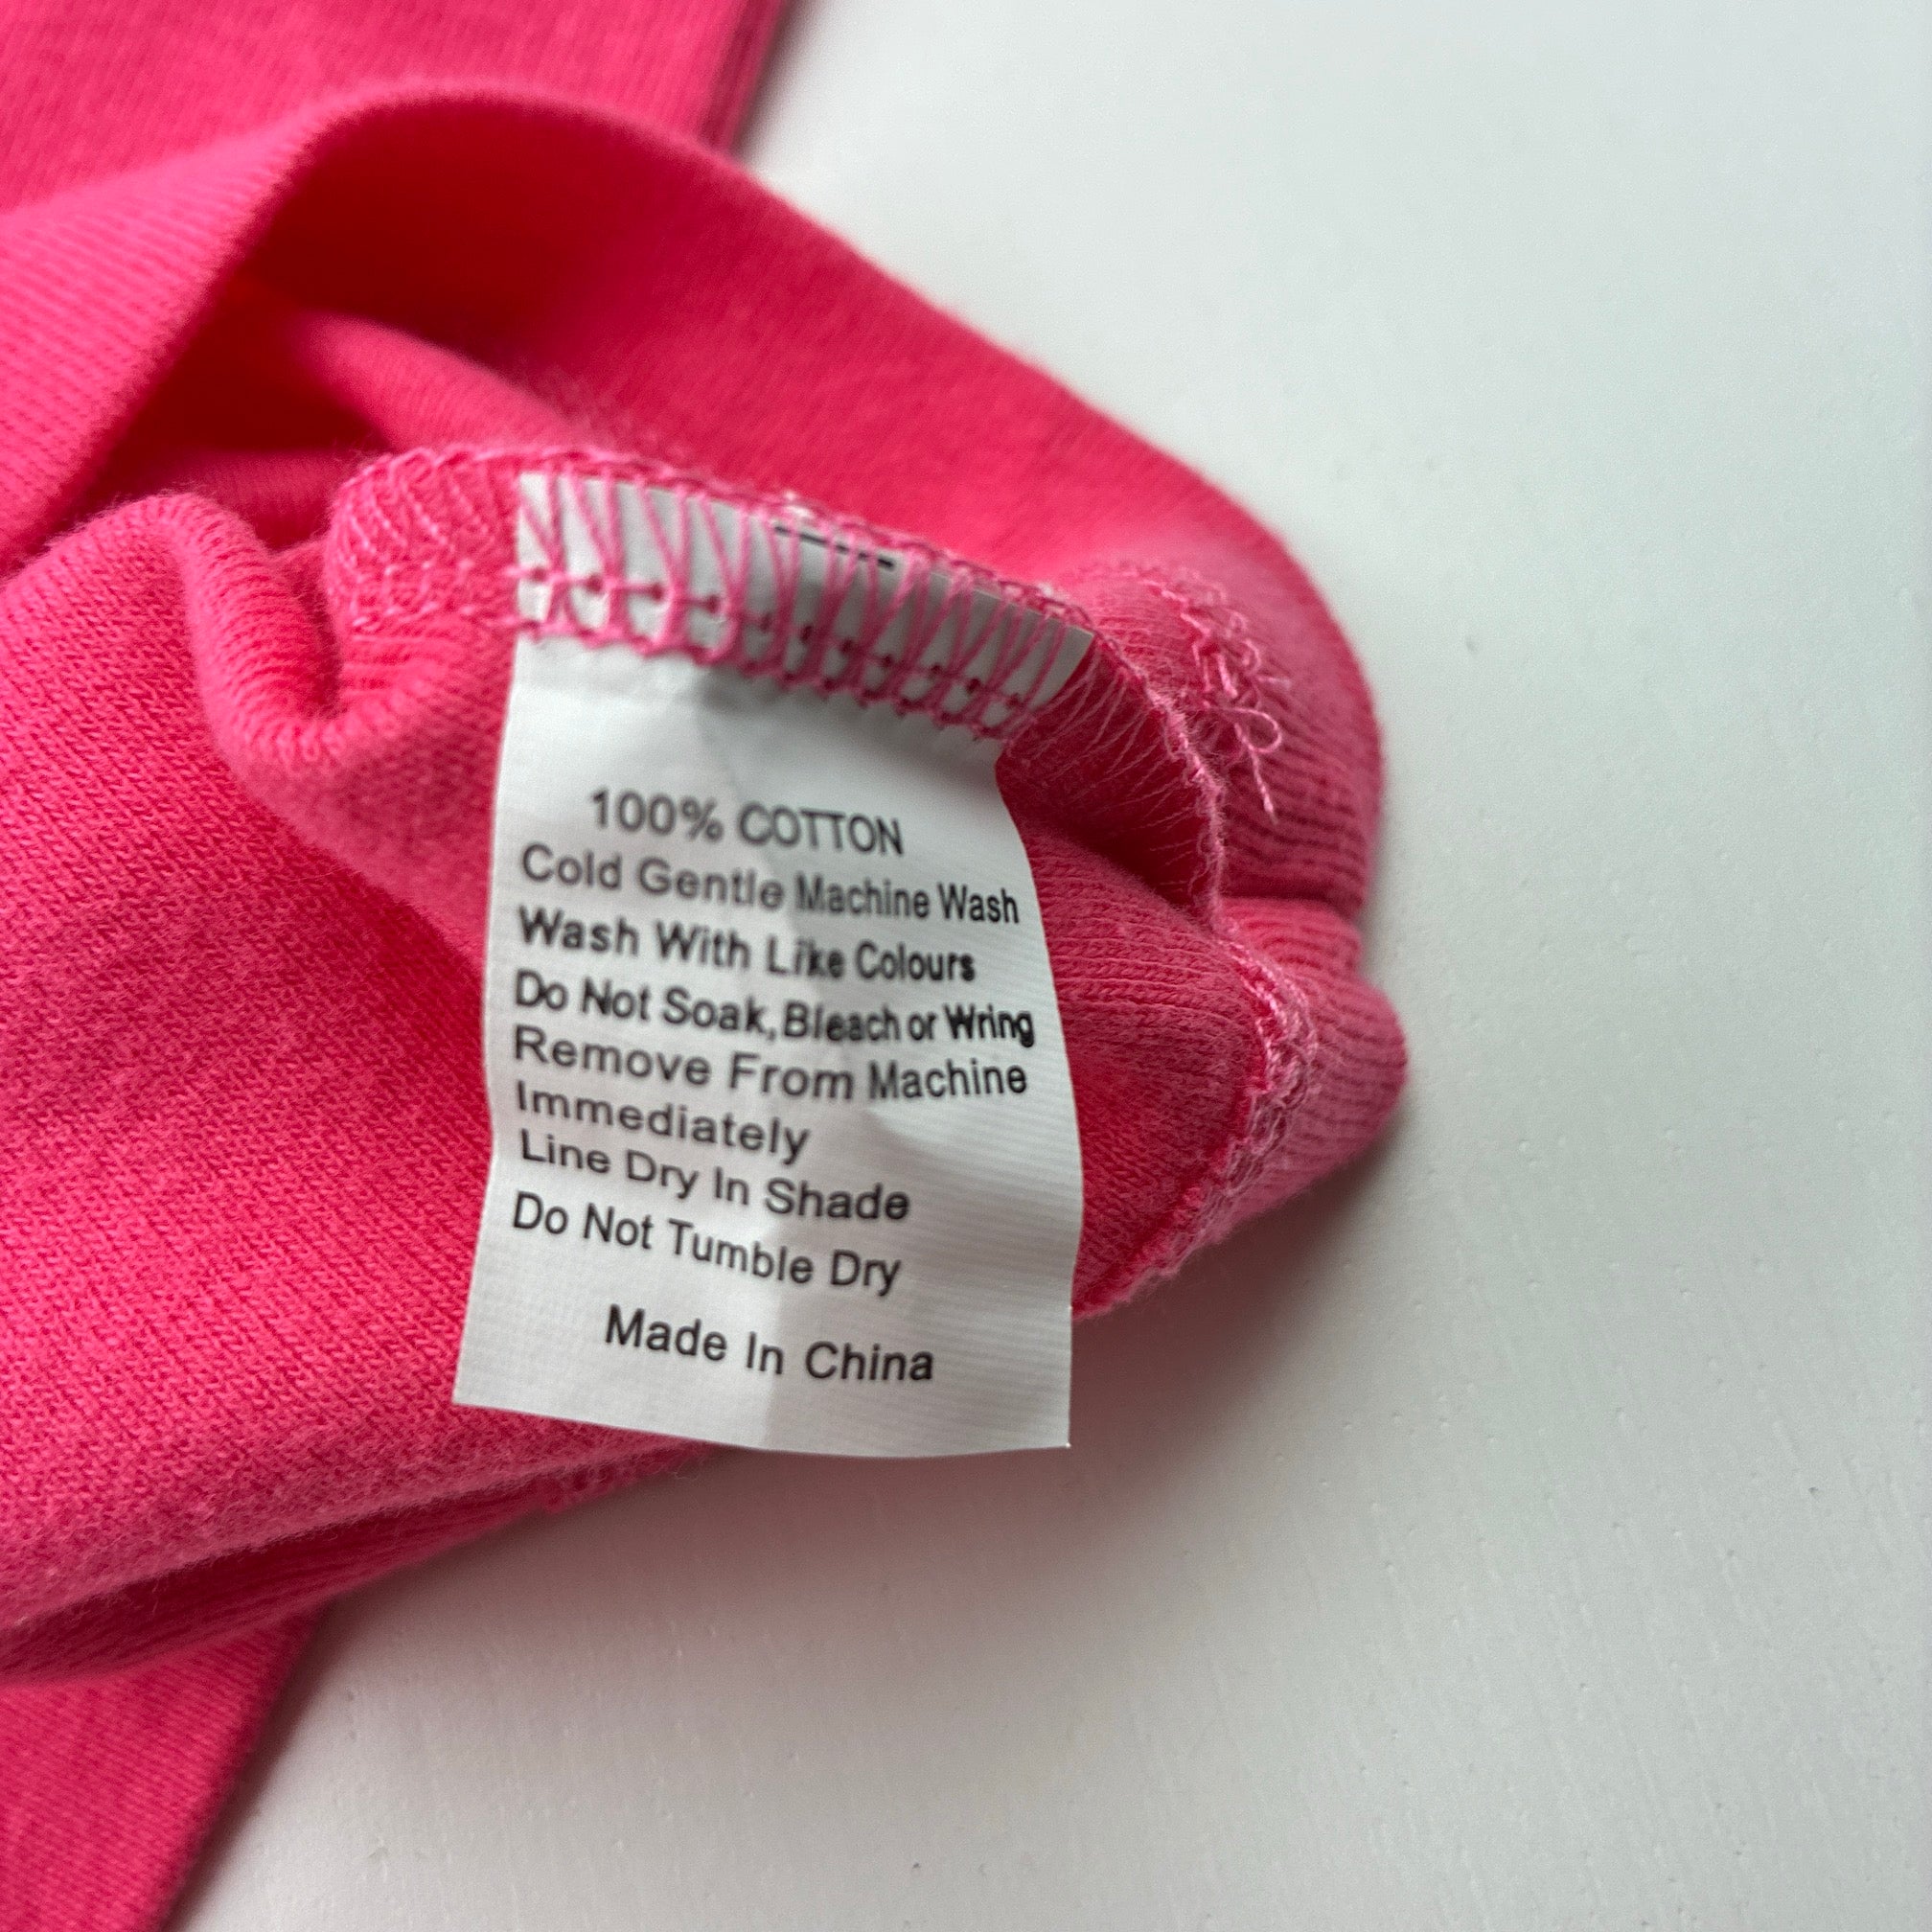 100% COTTON
Cold Gentle Machine Wash
Wash With Like Colours
Do Not Soak, Bleach or Wring
Remove From Machine
Immediately
Line Dry In Shade
Do Not Tumble Dry
Made In China